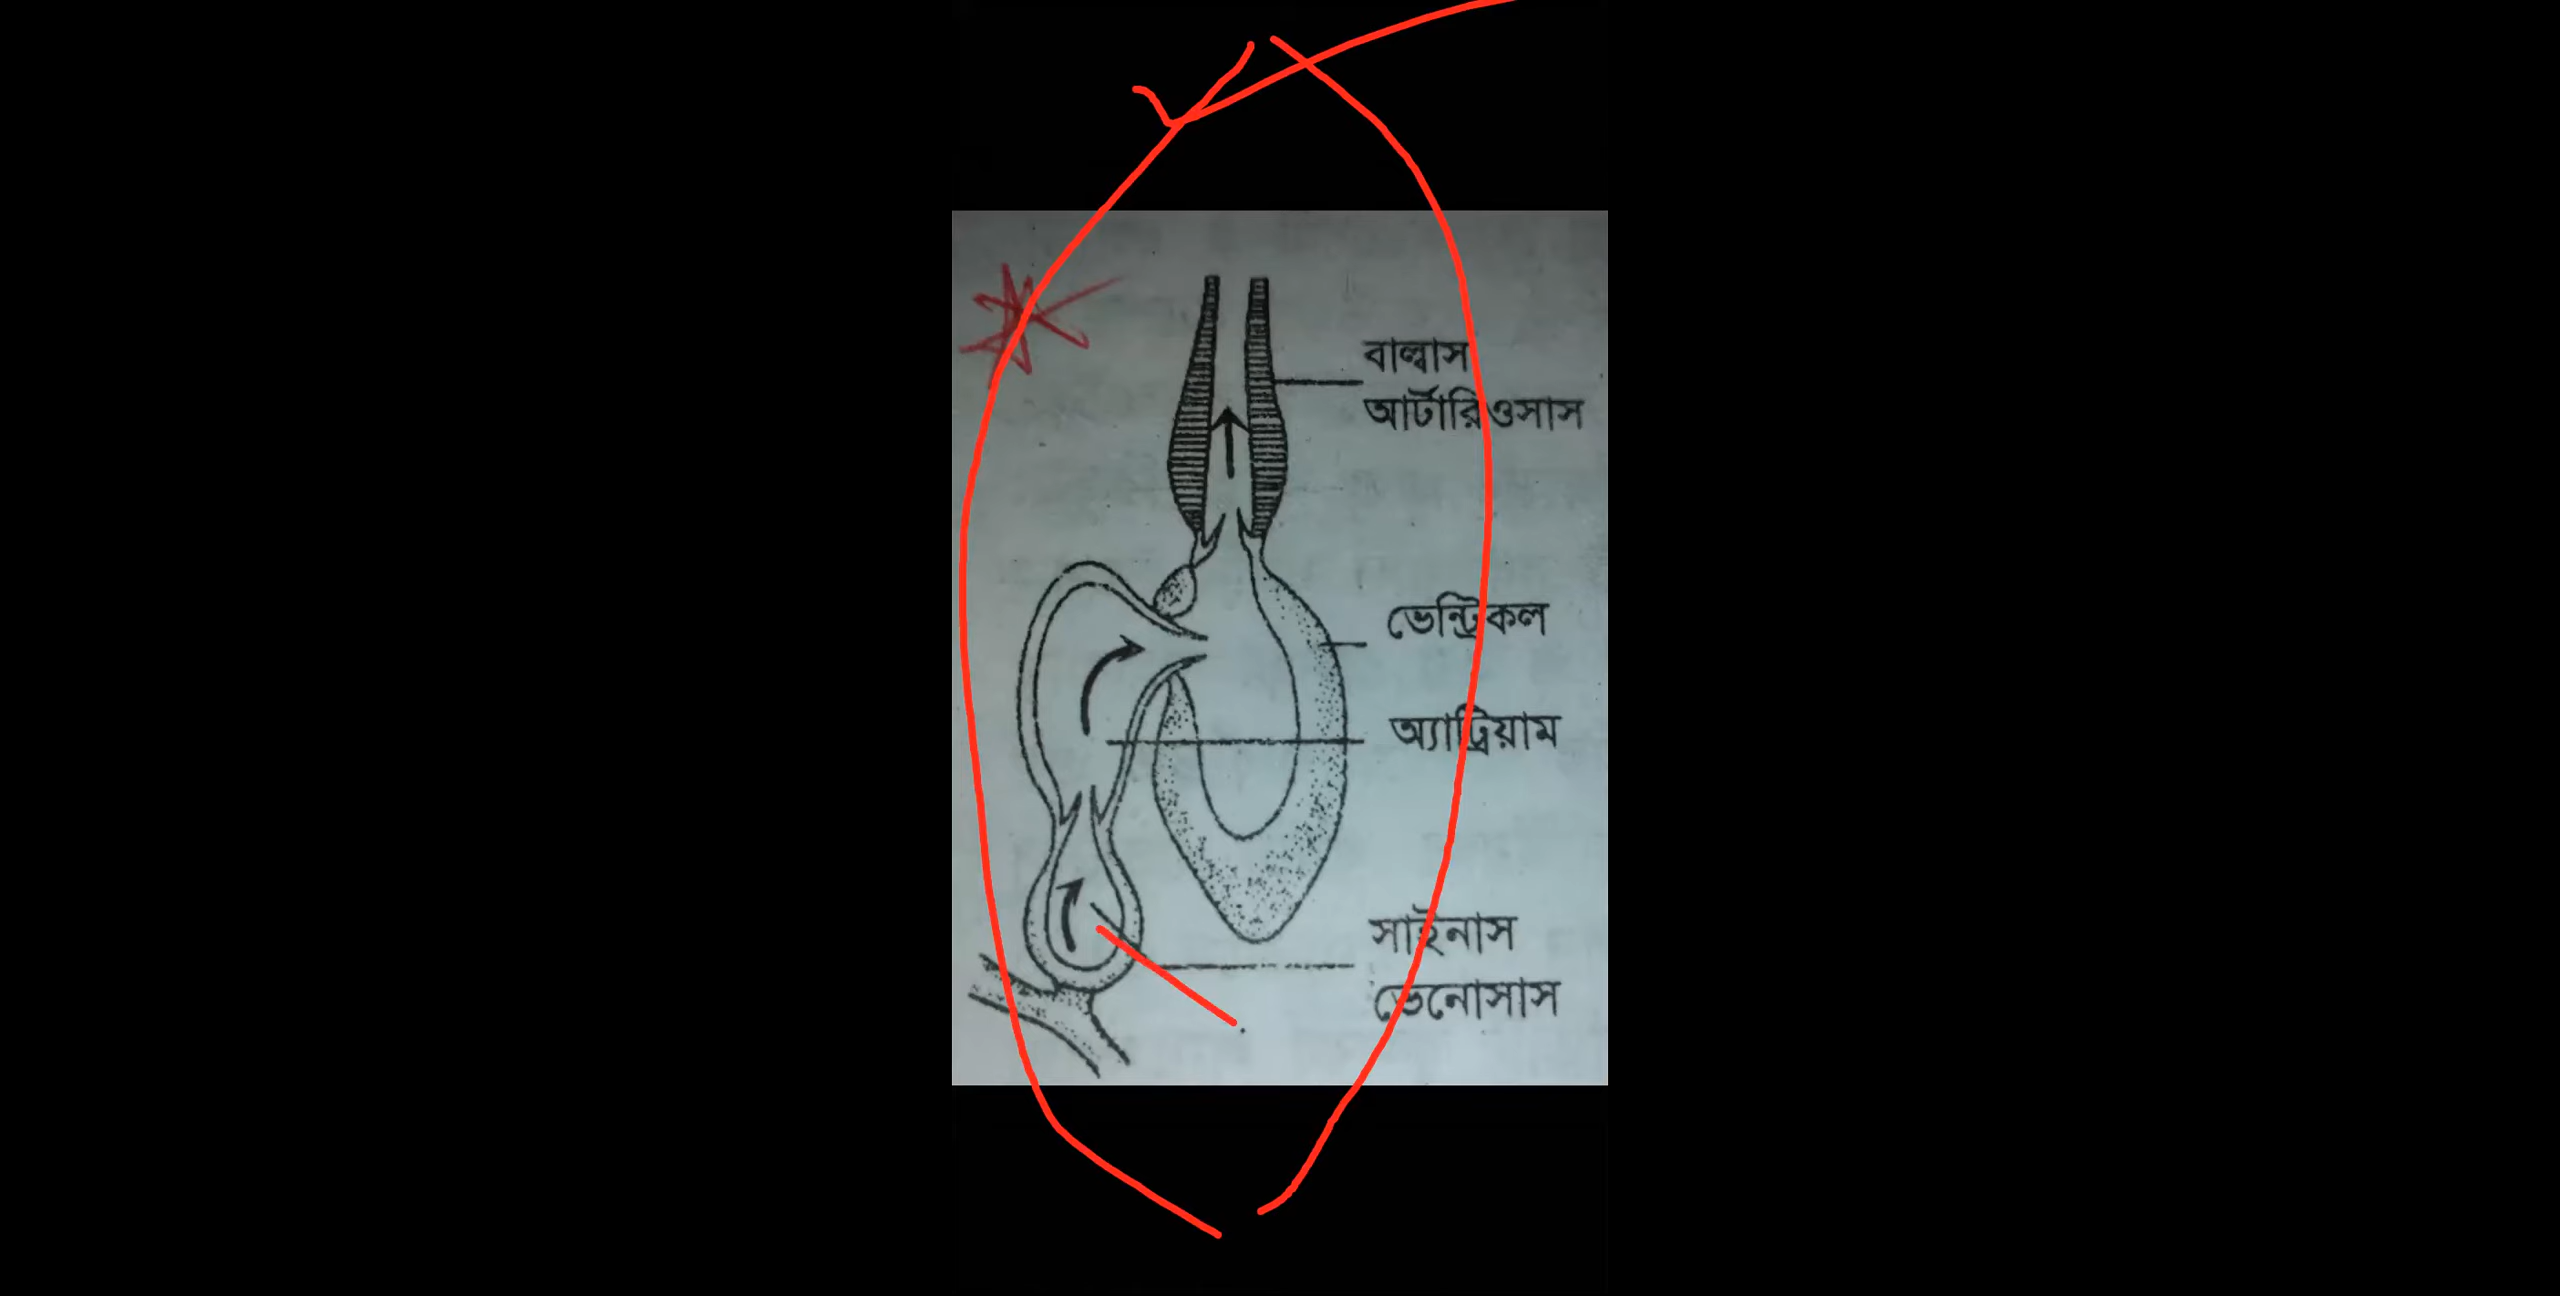 বাল্বাস
আর্টারিওসাস
ভেন্ট্রিকল
অ্যাট্রিয়াম
সাইনাস
ভেনোসাস